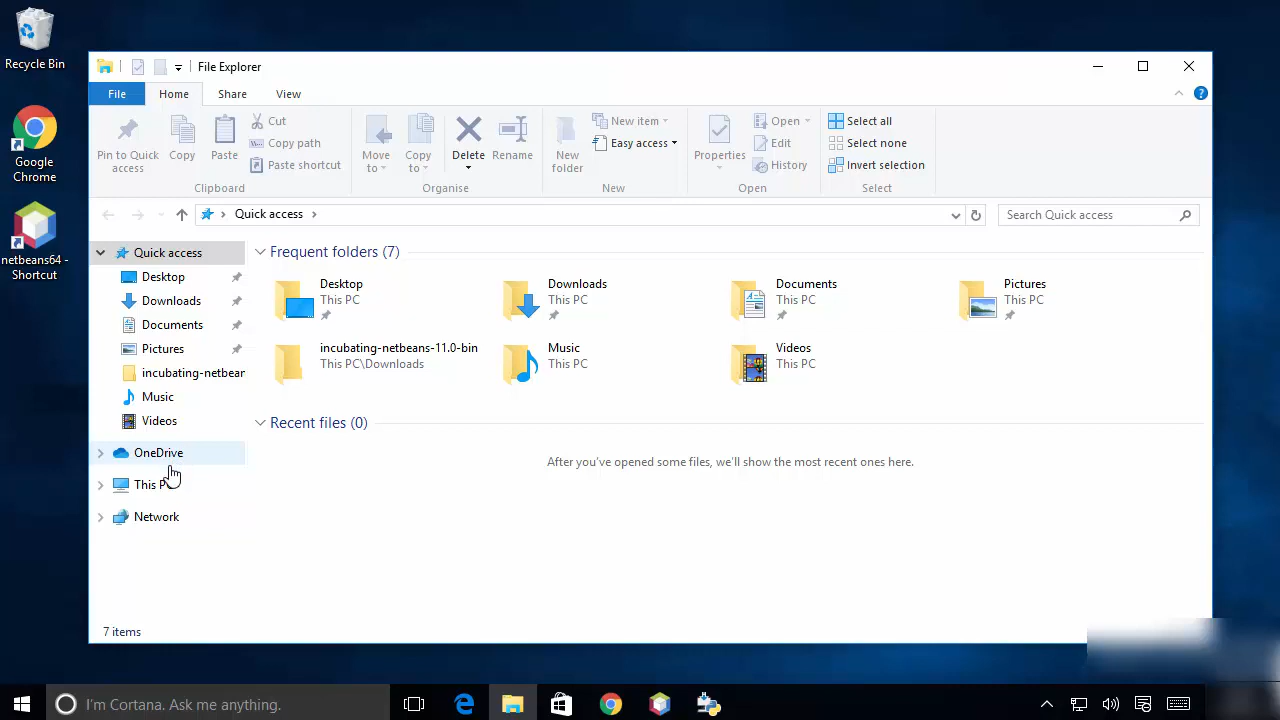 Recycle Bin
Google
Chrome
netbeans64 -
Shortcut
File Explorer
File Home Share View
Pin to Quick
access
Copy
Paste
Cut
Copy path
Paste shortcut
Clipboard
Move
to
Copy
to
Delete
Rename
Organise
New
folder
New item
Easy access
New
Properties
Open
Edit
History
Open
Select all
Select none
Invert selection
Select
Quick access
Search Quick access
Quick access
Desktop
Downloads
Documents
Pictures
incubating-netbear
Music
Videos
OneDrive
This P
Network
Frequent folders (7)
Desktop
This PC
Downloads
This PC
Documents
This PC
Pictures
This PC
incubating-netbeans-11.0-bin
This PC\Downloads
Music
This PC
Videos
This PC
Recent files (0)
After you've opened some files, we'll show the most recent ones here.
7 items
I'm Cortana. Ask me anything.